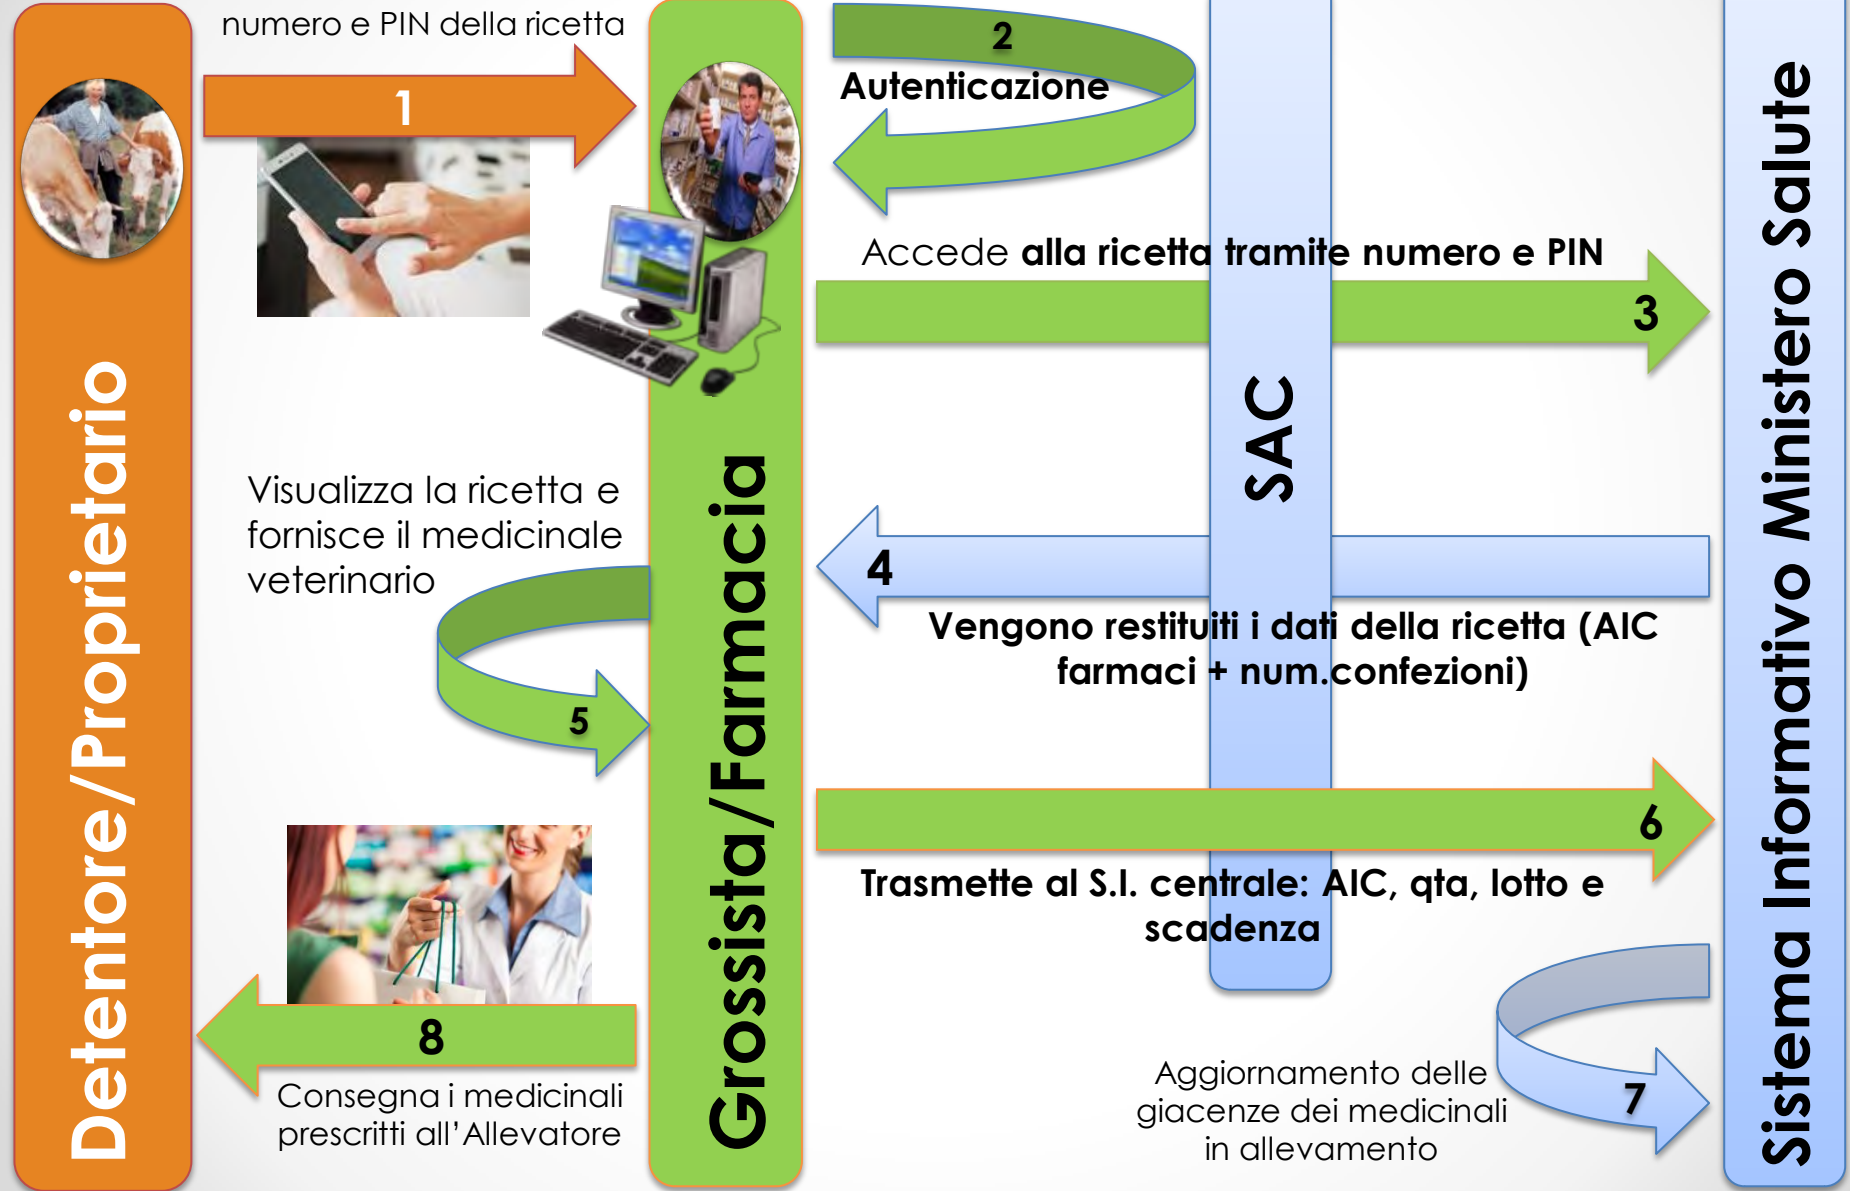 numero e PIN della ricetta
1
2
Autenticazione
Accede alla ricetta tramite numero e PIN
3
Detentore/Proprietario
Grossista/Farmacia
SAC
Sistema Informativo Ministero Salute
4
Vengono restituiti i dati della ricetta (AIC
farmaci + num.confezioni)
Visualizza la ricetta e
fornisce il medicinale
veterinario
5
6
Trasmette al S.I. centrale: AIC, qta, lotto e
scadenza
7
Aggiornamento delle
giacenze dei medicinali
in allevamento
8
Consegna i medicinali
prescritti all’Allevatore